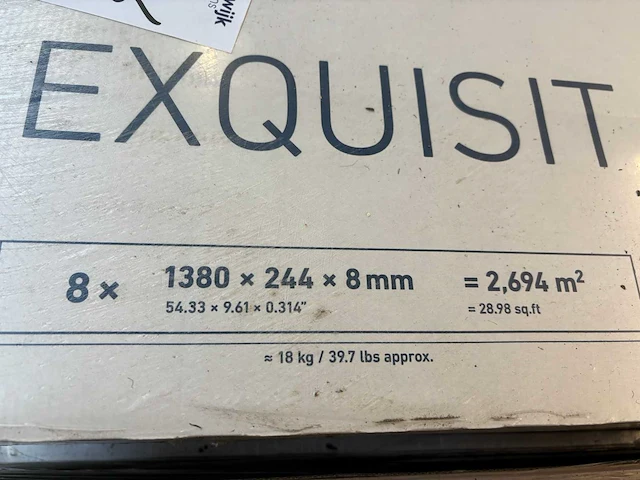 wijk
EXQUISIT
8 × 1380 × 244 × 8 mm = 2,694 m²
54.33 × 9.61 × 0.314" = 28.98 sq.ft
≈ 18 kg / 39.7 lbs approx.